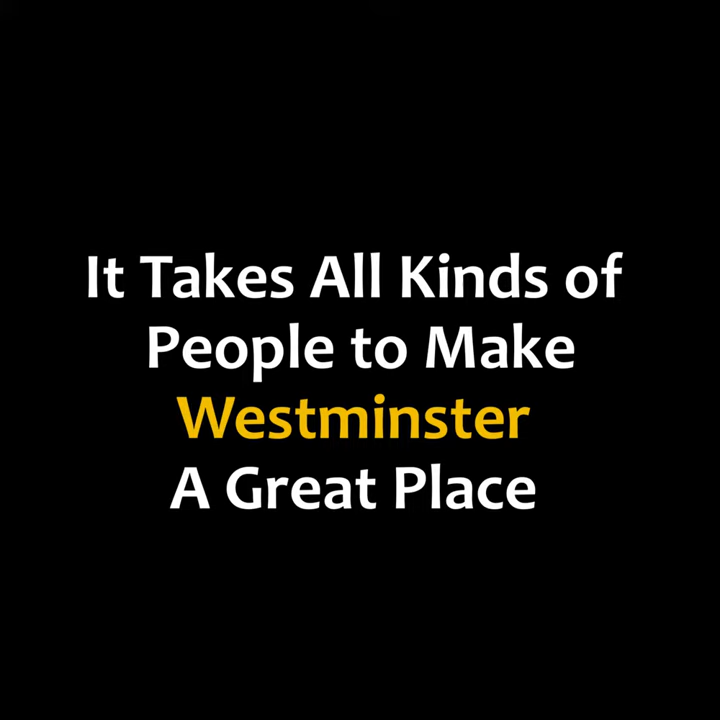 It Takes All Kinds of
People to Make
Westminster
A Great Place